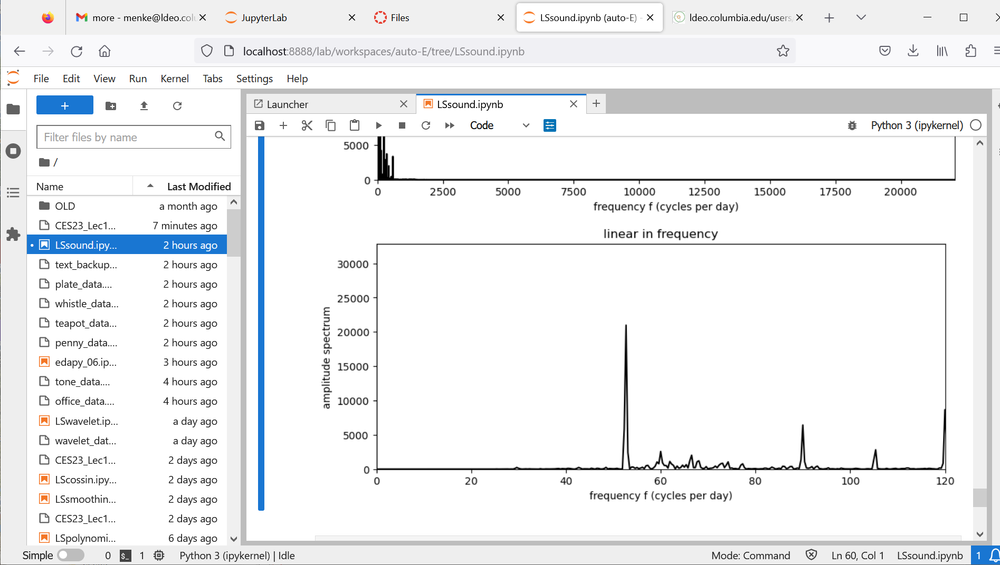 more - menke@ldeo.colu
JupyterLab
Files
LSsound.ipynb (auto-E) -
ldeo.columbia.edu/users/
localhost:8888/lab/workspaces/auto-E/tree/LSsound.ipynb
File Edit View Run Kernel Tabs Settings Help
Launcher
LSsound.ipynb
Code
Python 3 (ipykernel)
Filter files by name
/
Name Last Modified
OLD a month ago
CES23_Lec1... 7 minutes ago
LSsound.ipy... 2 hours ago
text_backup... 2 hours ago
plate_data.... 2 hours ago
whistle_data... 2 hours ago
teapot_data... 2 hours ago
penny_data.... 2 hours ago
edapy_06.ip... 3 hours ago
tone_data.... 4 hours ago
office_data.... 4 hours ago
LSwavelet.ip... a day ago
wavelet_dat... a day ago
CES23_Lec1... 2 days ago
LScossin.ipy... 2 days ago
LSsmoothin... 2 days ago
CES23_Lec1... 2 days ago
LSpolynomi... 6 days ago
5000
0
0 2500 5000 7500 10000 12500 15000 17500 20000
frequency f (cycles per day)
linear in frequency
amplitude spectrum
30000
25000
20000
15000
10000
5000
0
0 20 40 60 80 100 120
frequency f (cycles per day)
Simple 0 $_ 1 Python 3 (ipykernel) | Idle
Mode: Command Ln 60, Col 1 LSsound.ipynb 1